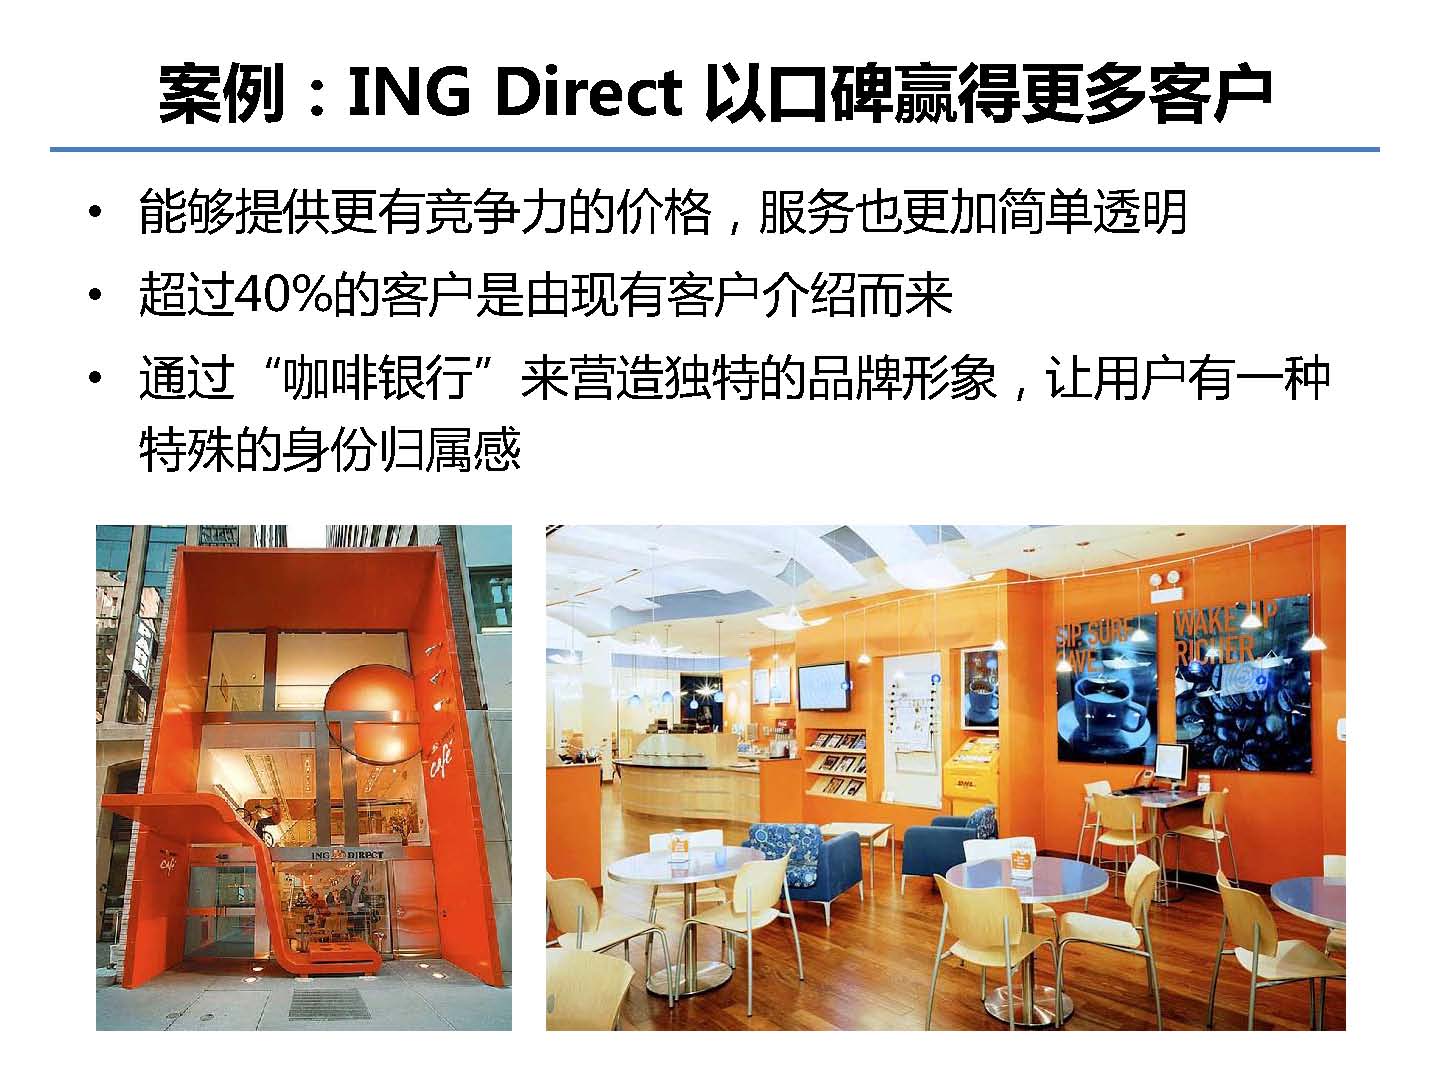 案例：ING Direct 以口碑赢得更多客户
• 能够提供更有竞争力的价格，服务也更加简单透明
• 超过40%的客户是由现有客户介绍而来
• 通过“咖啡银行”来营造独特的品牌形象，让用户有一种
特殊的身份归属感
café
café
ING DIRECT
SIP. SURF.
SAVE.
WAKE UP
RICHER